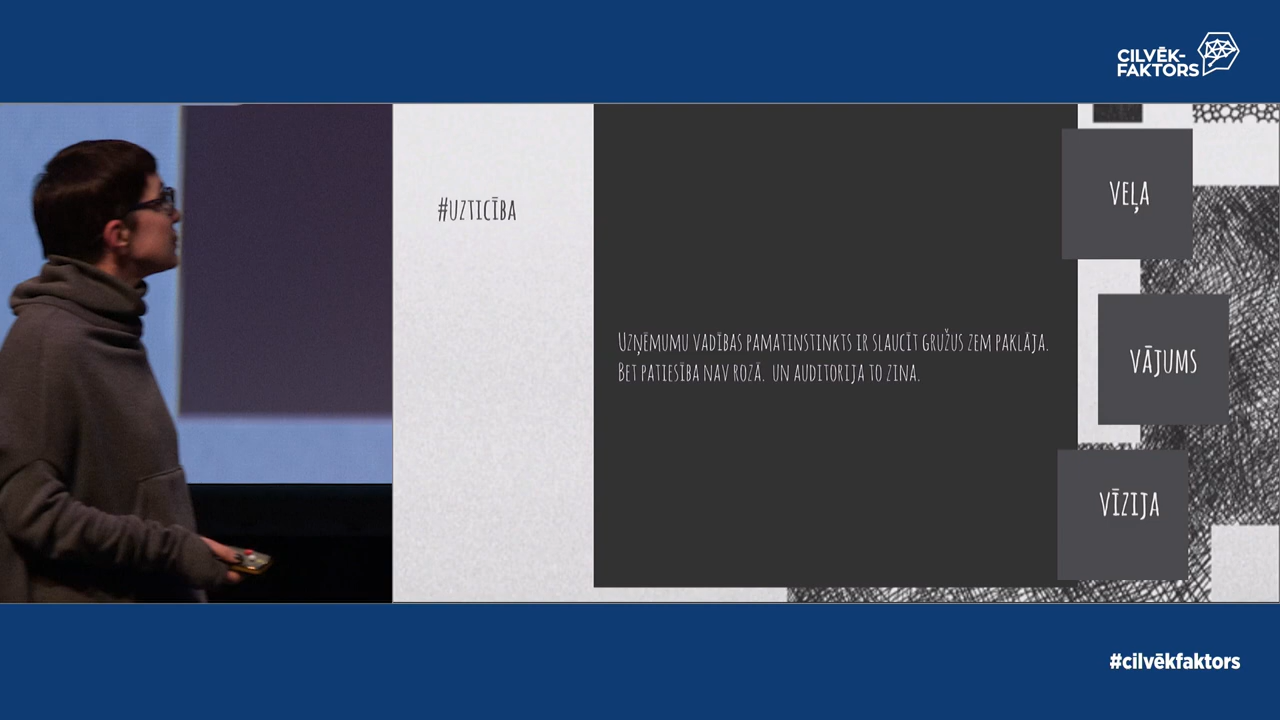 CILVĒK-
FAKTORS
#UZTICĪBA
UZŅĒMUMU VADĪBAS PAMATINSTINKTS IR SLAUCĪT GRUŽUS ZEM PAKLĀJA.
BET PATIESĪBA NAV ROZĀ. UN AUDITORIJA TO ZINA.
VEĻA
VĀJUMS
VĪZIJA
#cilvēkfaktors